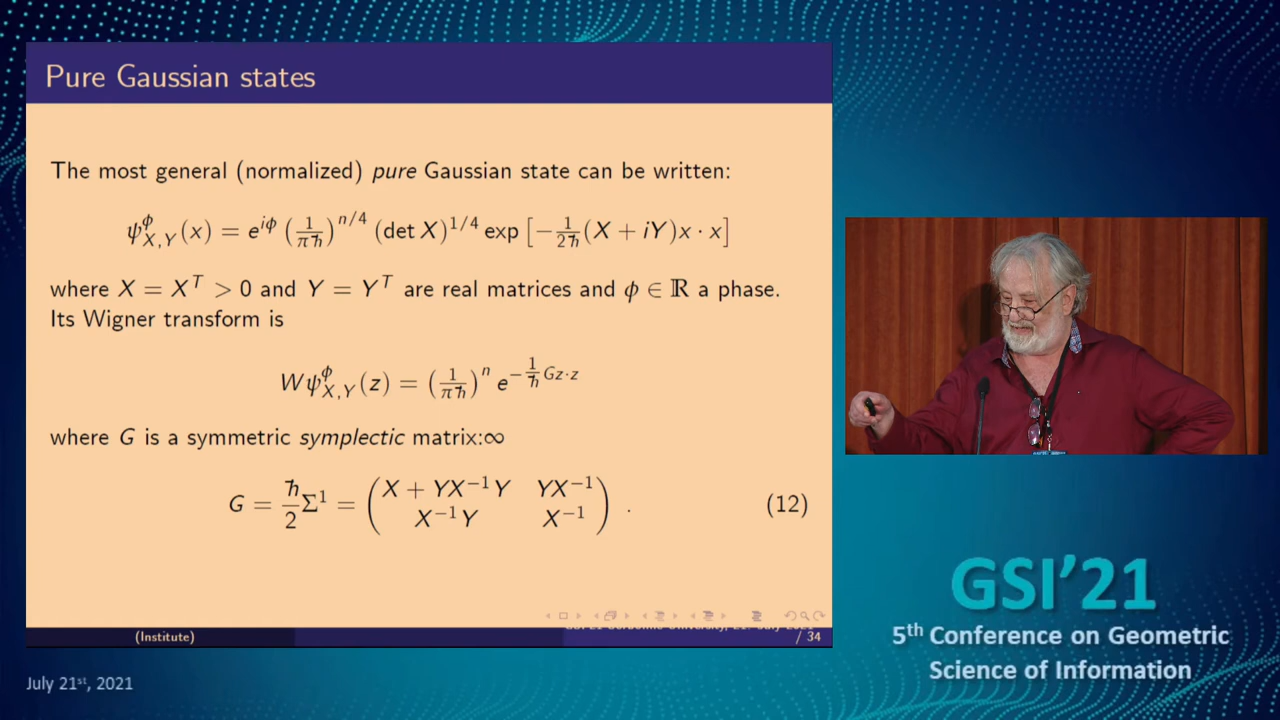 Pure Gaussian states
The most general (normalized) pure Gaussian state can be written:
ψ^ϕ_{X,Y}(x) = e^{iϕ} (1/πħ)^{n/4} (det X)^{1/4} exp [−1/2ħ (X + iY)x · x]
where X = X^T > 0 and Y = Y^T are real matrices and ϕ ∈ ℝ a phase.
Its Wigner transform is
Wψ^ϕ_{X,Y}(z) = (1/πħ)^n e^{−1/ħ Gz·z}
where G is a symmetric symplectic matrix:∞
G = ħ/2 Σ^1 = ( X + YX^{−1}Y YX^{−1} ; X^{−1}Y X^{−1} ) . (12)
(Institute)
/ 34
July 21st, 2021
GSI'21
5th Conference on Geometric
Science of Information